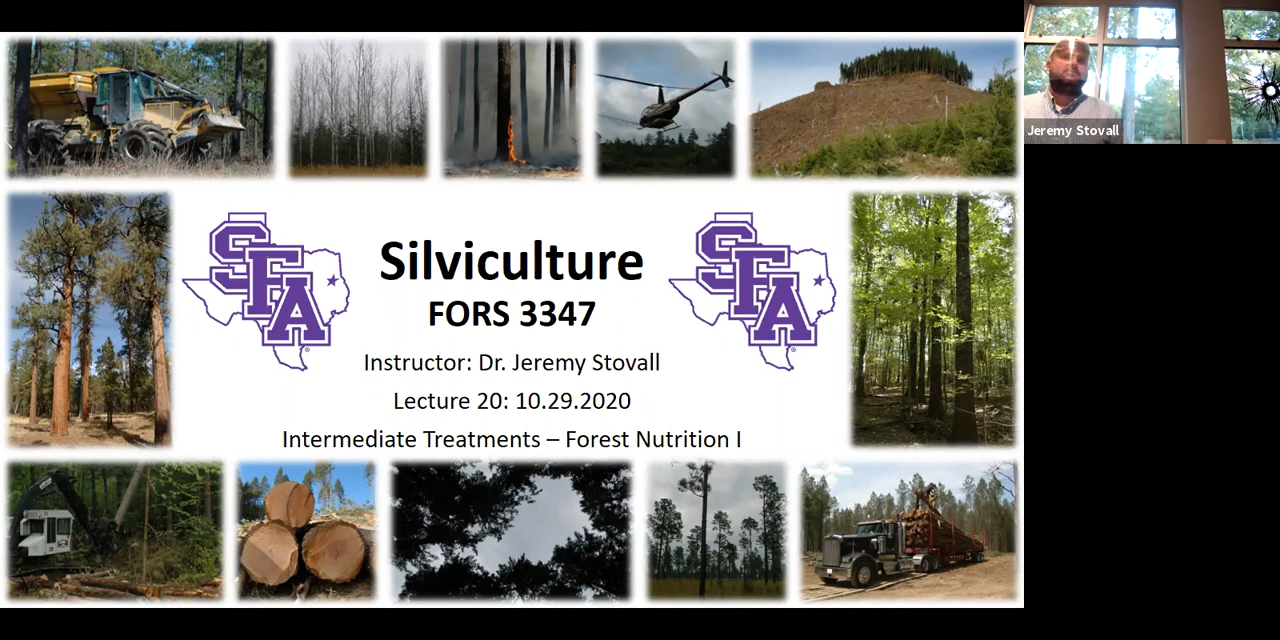 Jeremy Stovall
SFA
SFA
Silviculture
FORS 3347
Instructor: Dr. Jeremy Stovall
Lecture 20: 10.29.2020
Intermediate Treatments – Forest Nutrition I